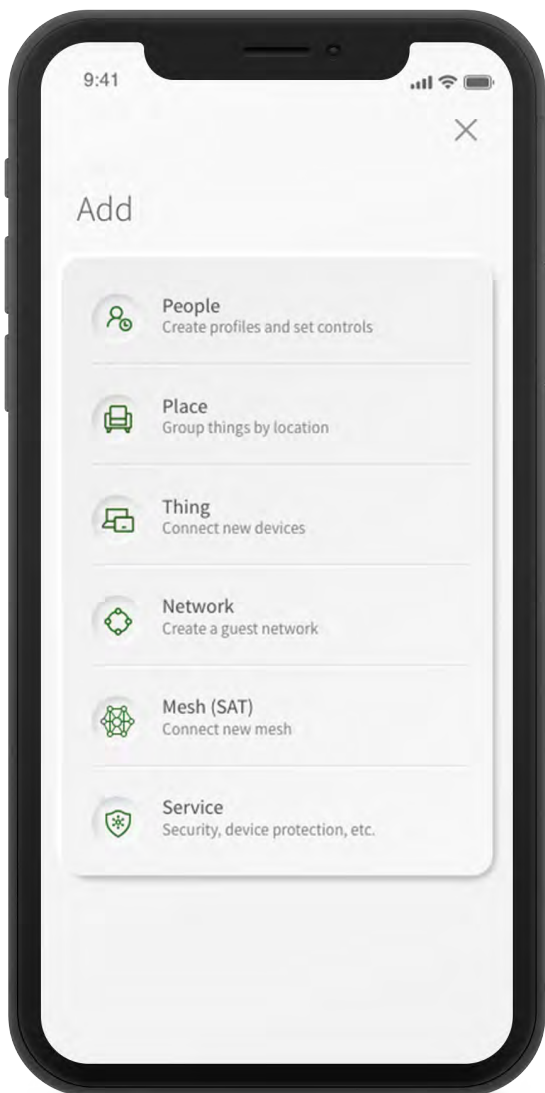 9:41
Add
People
Create profiles and set controls
Place
Group things by location
Thing
Connect new devices
Network
Create a guest network
Mesh (SAT)
Connect new mesh
Service
Security, device protection, etc.